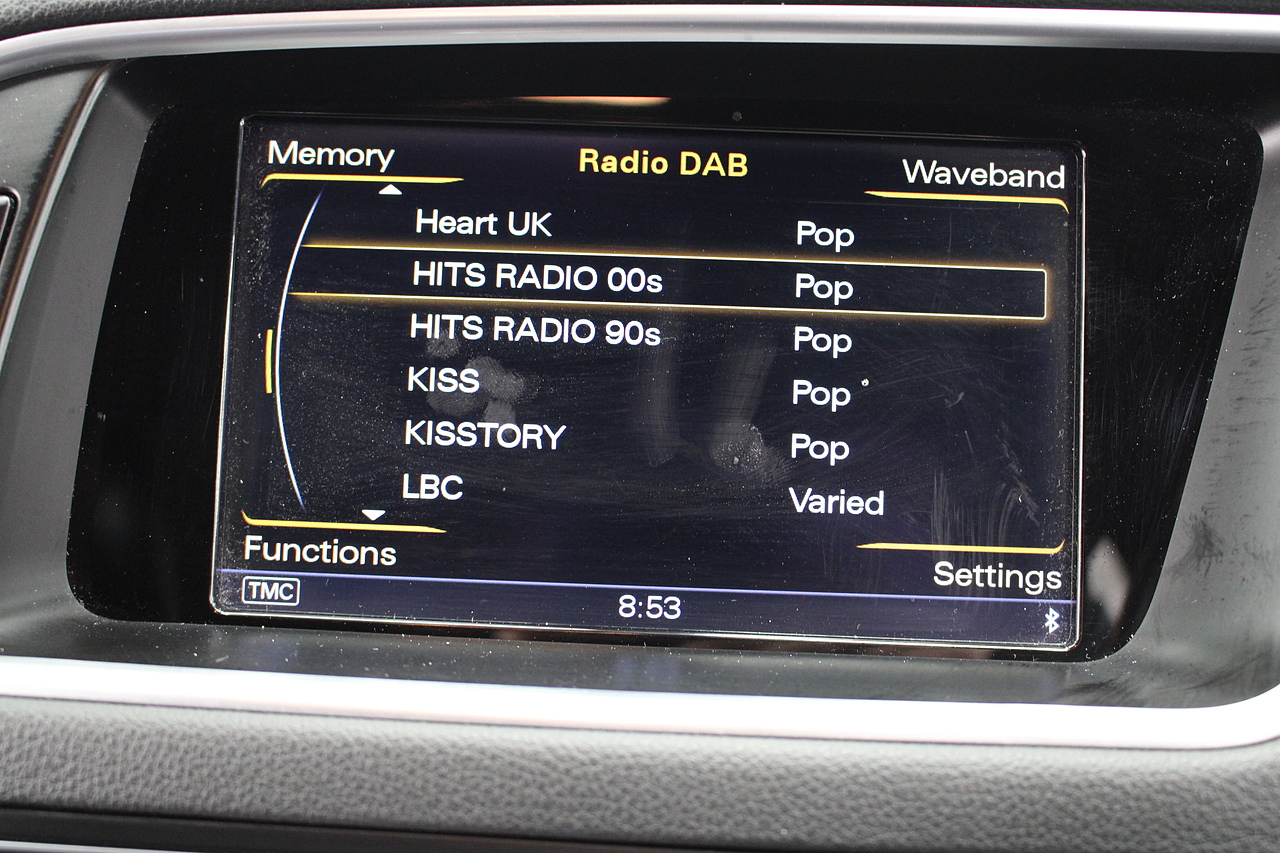 Memory
Radio DAB
Waveband
Heart UK Pop
HITS RADIO 00s Pop
HITS RADIO 90s Pop
KISS Pop
KISSTORY Pop
LBC Varied
Functions
Settings
TMC
8:53